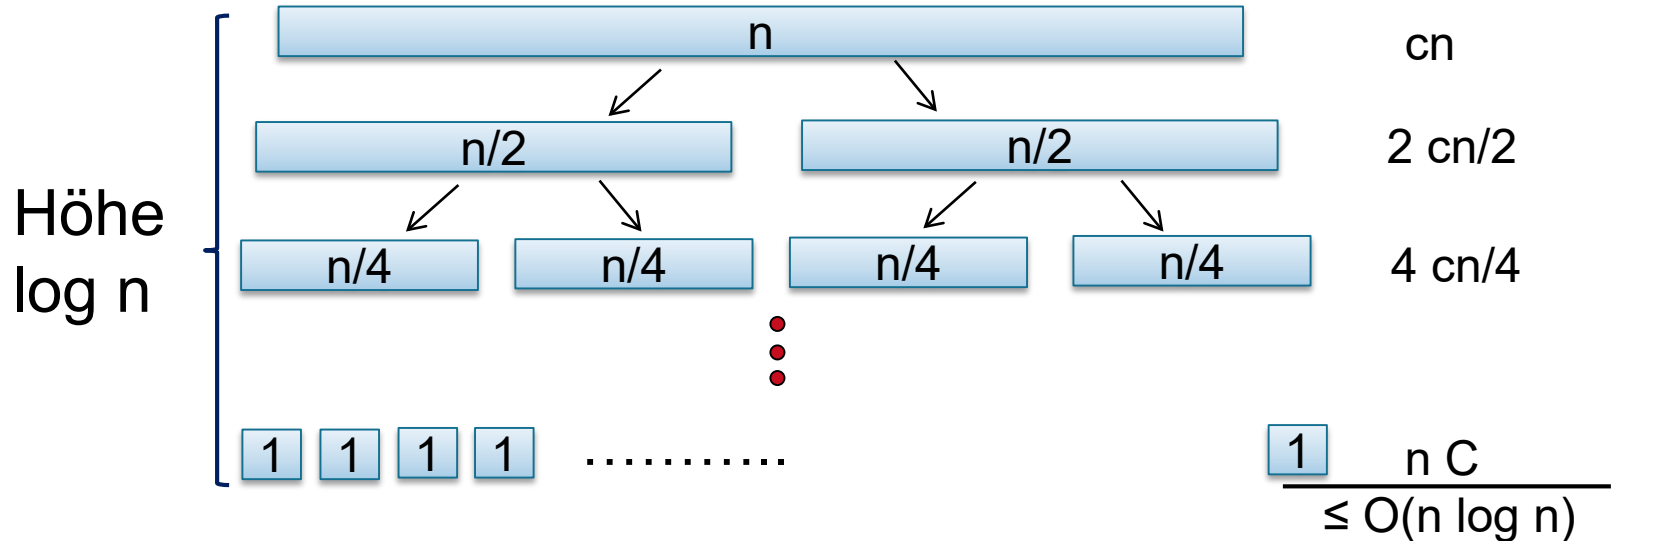 n cn
n/2 n/2 2 cn/2
Höhe
log n
n/4 n/4 n/4 n/4 4 cn/4
1 1 1 1 ........... 1 n C
≤ O(n log n)